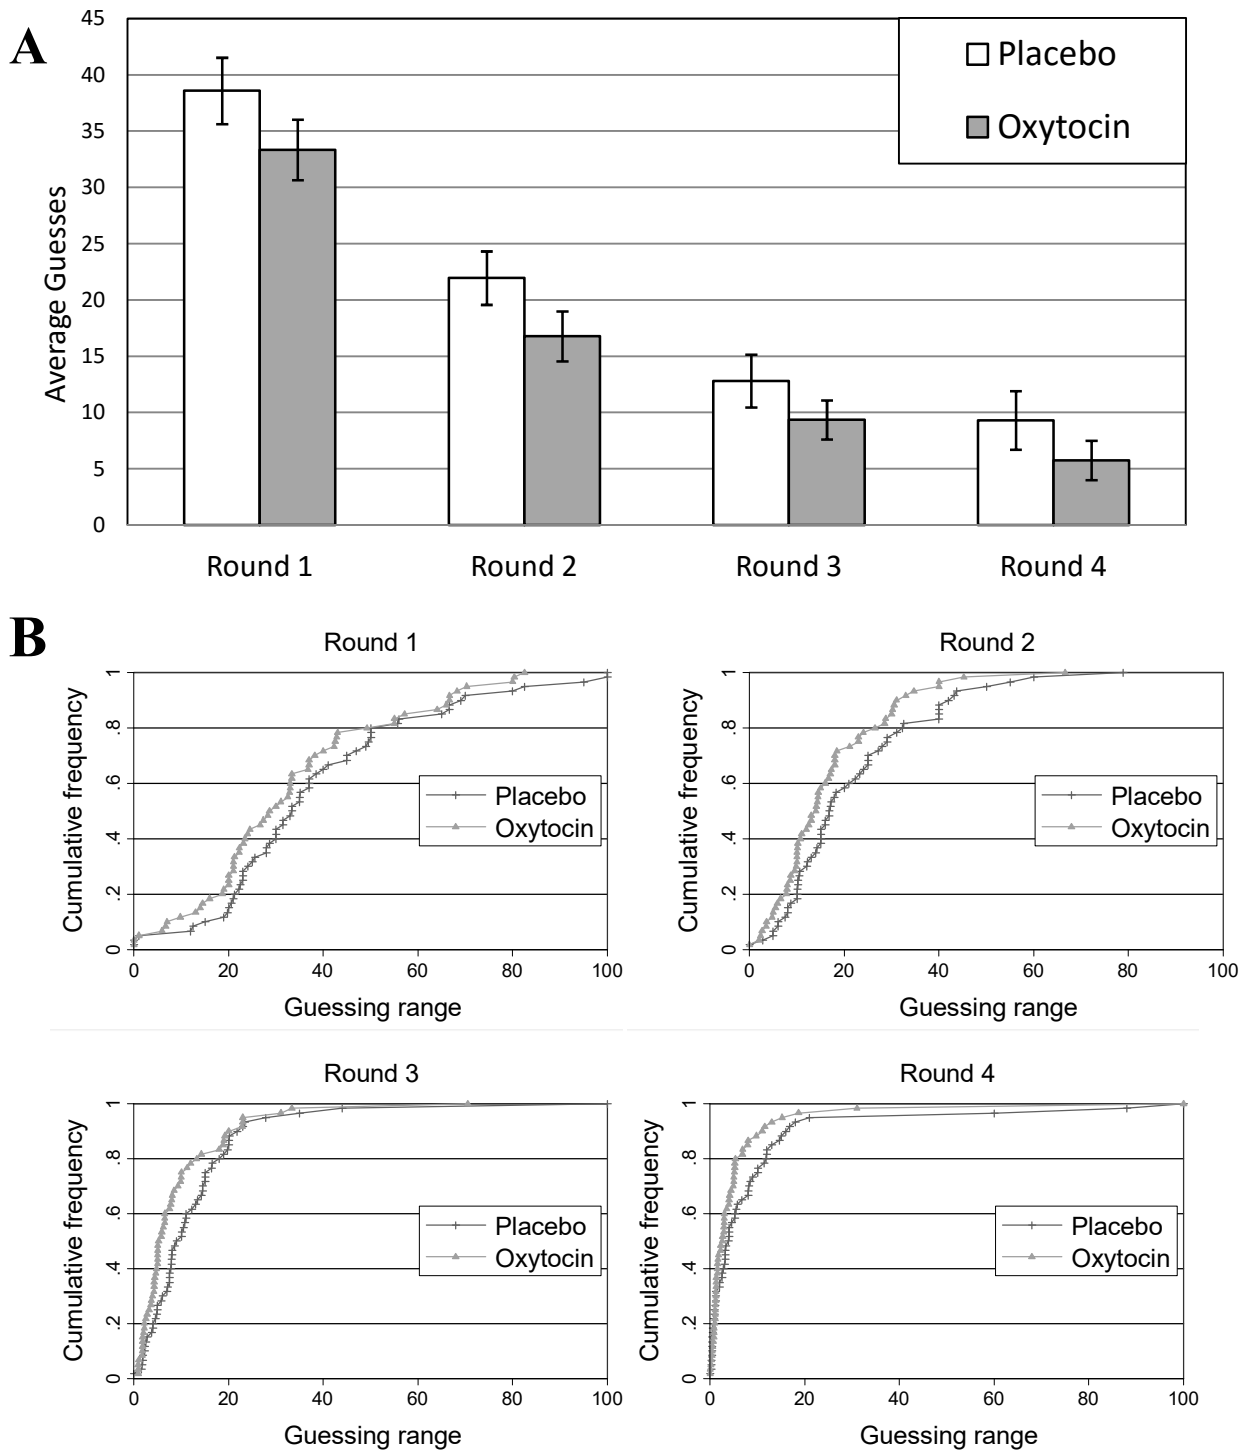 A
45
40
35
30
25
20
15
10
5
0
Average Guesses
Placebo
Oxytocin
Round 1 Round 2 Round 3 Round 4
B
Round 1
Cumulative frequency
1
.8
.6
.4
.2
0
Placebo
Oxytocin
0 20 40 60 80 100
Guessing range
Round 2
Cumulative frequency
1
.8
.6
.4
.2
0
Placebo
Oxytocin
0 20 40 60 80 100
Guessing range
Round 3
Cumulative frequency
1
.8
.6
.4
.2
0
Placebo
Oxytocin
0 20 40 60 80 100
Guessing range
Round 4
Cumulative frequency
1
.8
.6
.4
.2
0
Placebo
Oxytocin
0 20 40 60 80 100
Guessing range